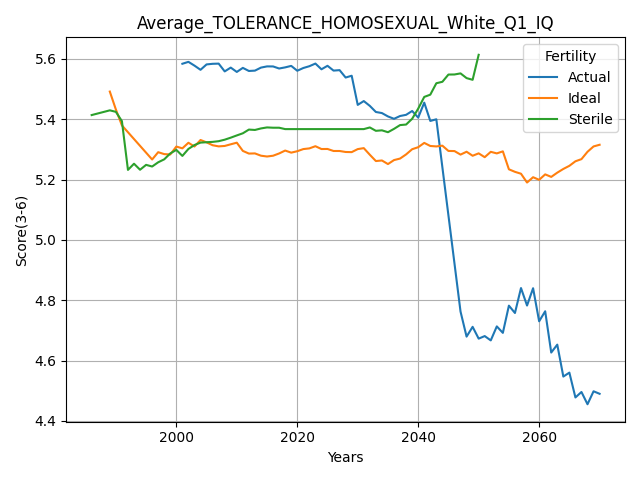 Average_TOLERANCE_HOMOSEXUAL_White_Q1_IQ
Fertility
Actual
Ideal
Sterile
Score(3-6)
5.6
5.4
5.2
5.0
4.8
4.6
4.4
2000 2020 2040 2060
Years